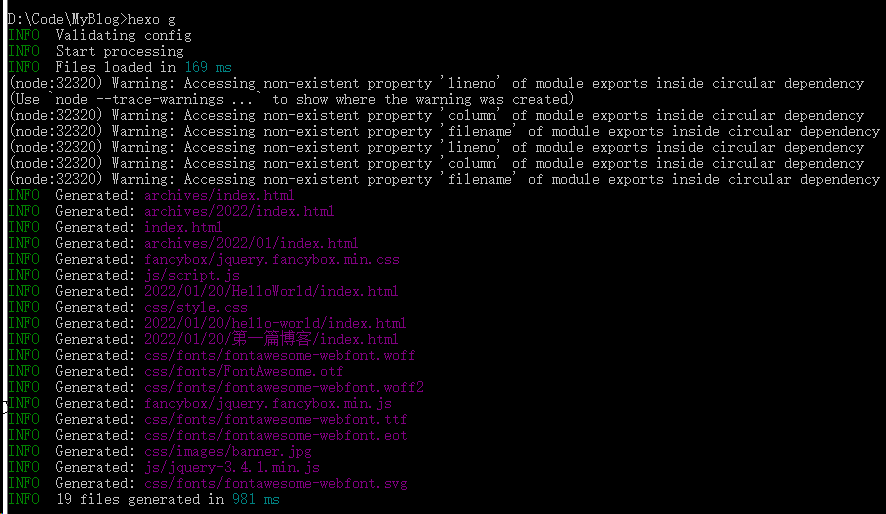 D:\Code\MyBlog>hexo g
INFO  Validating config
INFO  Start processing
INFO  Files loaded in 169 ms
(node:32320) Warning: Accessing non-existent property 'lineno' of module exports inside circular dependency
(Use `node --trace-warnings ...` to show where the warning was created)
(node:32320) Warning: Accessing non-existent property 'column' of module exports inside circular dependency
(node:32320) Warning: Accessing non-existent property 'filename' of module exports inside circular dependency
(node:32320) Warning: Accessing non-existent property 'lineno' of module exports inside circular dependency
(node:32320) Warning: Accessing non-existent property 'column' of module exports inside circular dependency
(node:32320) Warning: Accessing non-existent property 'filename' of module exports inside circular dependency
INFO  Generated: archives/index.html
INFO  Generated: archives/2022/index.html
INFO  Generated: index.html
INFO  Generated: archives/2022/01/index.html
INFO  Generated: fancybox/jquery.fancybox.min.css
INFO  Generated: js/script.js
INFO  Generated: 2022/01/20/HelloWorld/index.html
INFO  Generated: css/style.css
INFO  Generated: 2022/01/20/hello-world/index.html
INFO  Generated: 2022/01/20/第一篇博客/index.html
INFO  Generated: css/fonts/fontawesome-webfont.woff
INFO  Generated: css/fonts/FontAwesome.otf
INFO  Generated: css/fonts/fontawesome-webfont.woff2
INFO  Generated: fancybox/jquery.fancybox.min.js
INFO  Generated: css/fonts/fontawesome-webfont.ttf
INFO  Generated: css/fonts/fontawesome-webfont.eot
INFO  Generated: css/images/banner.jpg
INFO  Generated: js/jquery-3.4.1.min.js
INFO  Generated: css/fonts/fontawesome-webfont.svg
INFO  19 files generated in 981 ms